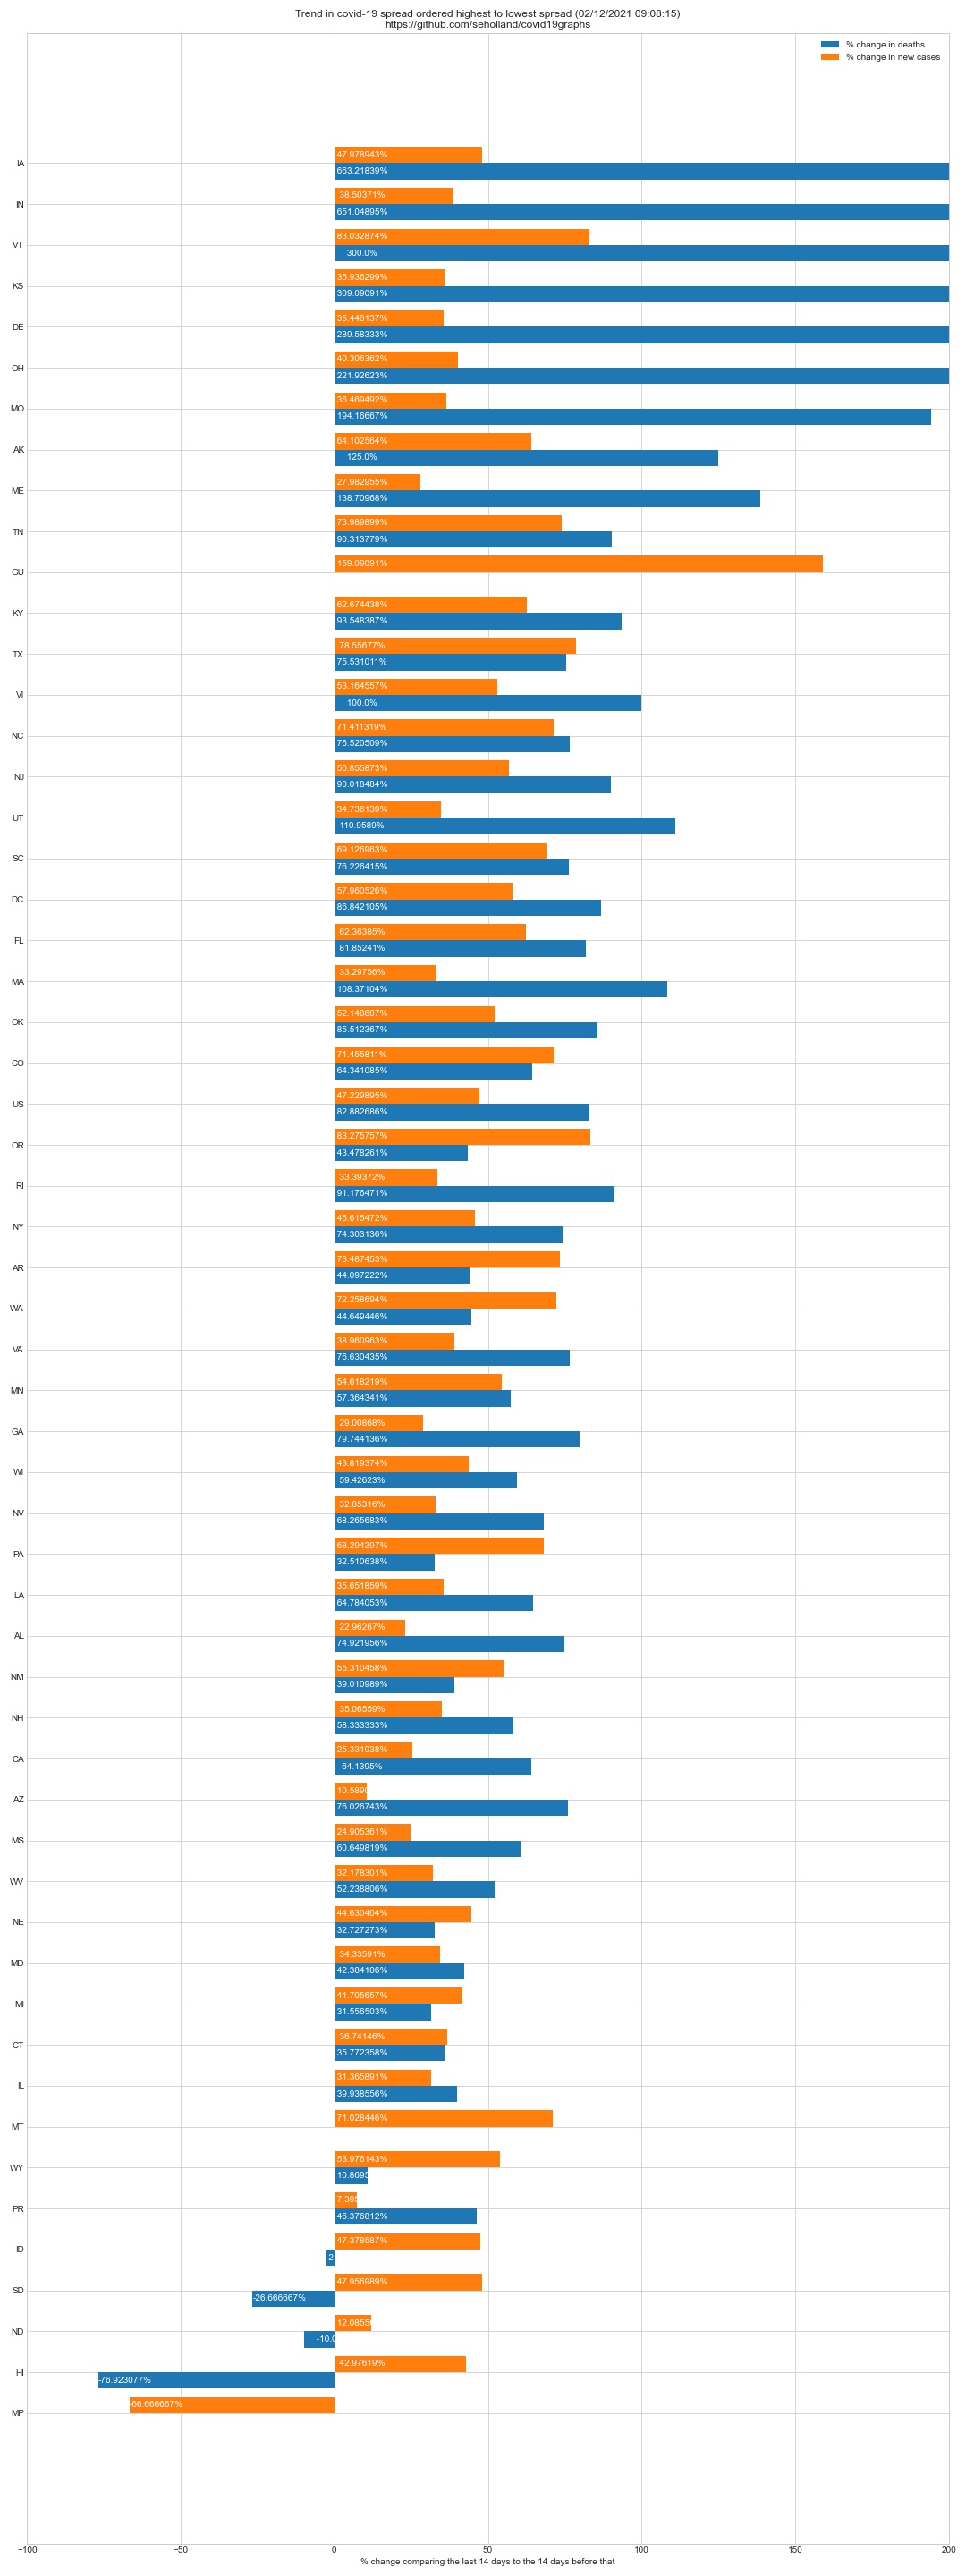 Trend in covid-19 spread ordered highest to lowest spread (02/12/2021 09:08:15)
https://github.com/seholland/covid19graphs
% change in deaths
% change in new cases
47.978943%
IA
663.21839%
38.50371%
IN
651.04895%
83.032874%
VT
300.0%
35.936299%
KS
309.09091%
35.448137%
DE
289.58333%
40.306362%
OH
221.92623%
36.469492%
MO
194.16667%
64.102564%
AK
125.0%
27.982955%
ME
138.70968%
73.989899%
TN
90.313779%
159.09091%
GU
62.674438%
KY
93.548387%
78.55677%
TX
75.531011%
53.164557%
VI
100.0%
71.411319%
NC
76.520509%
56.855873%
NJ
90.018484%
34.736139%
UT
110.9589%
69.126963%
SC
76.226415%
57.960526%
DC
86.842105%
62.36385%
FL
81.85241%
33.29756%
MA
108.37104%
52.148607%
OK
85.512367%
71.455811%
CO
64.341085%
47.229895%
US
82.882686%
83.275757%
OR
43.478261%
33.39372%
RI
91.176471%
45.615472%
NY
74.303136%
73.487453%
AR
44.097222%
72.258694%
WA
44.649446%
38.960963%
VA
76.630435%
54.618219%
MN
57.364341%
29.00868%
GA
79.744136%
43.819374%
WI
59.42623%
32.85316%
NV
68.265683%
68.294397%
PA
32.510638%
35.651859%
LA
64.784053%
22.96267%
AL
74.921956%
55.310458%
NM
39.010989%
35.06559%
NH
58.333333%
25.331038%
CA
64.1395%
10.589
AZ
76.026743%
24.905361%
MS
60.649819%
32.178301%
WV
52.238806%
44.630404%
NE
32.727273%
34.33591%
MD
42.384106%
41.705657%
MI
31.556503%
36.74146%
CT
35.772358%
31.365891%
IL
39.938556%
71.028446%
MT
53.976143%
WY
10.869
7.39
PR
46.376812%
47.378587%
ID
-2
47.956989%
SD
-26.666667%
12.085
ND
-10.0
42.97619%
HI
-76.923077%
-66.666667%
MP
−100 −50 0 50 100 150 200
% change comparing the last 14 days to the 14 days before that